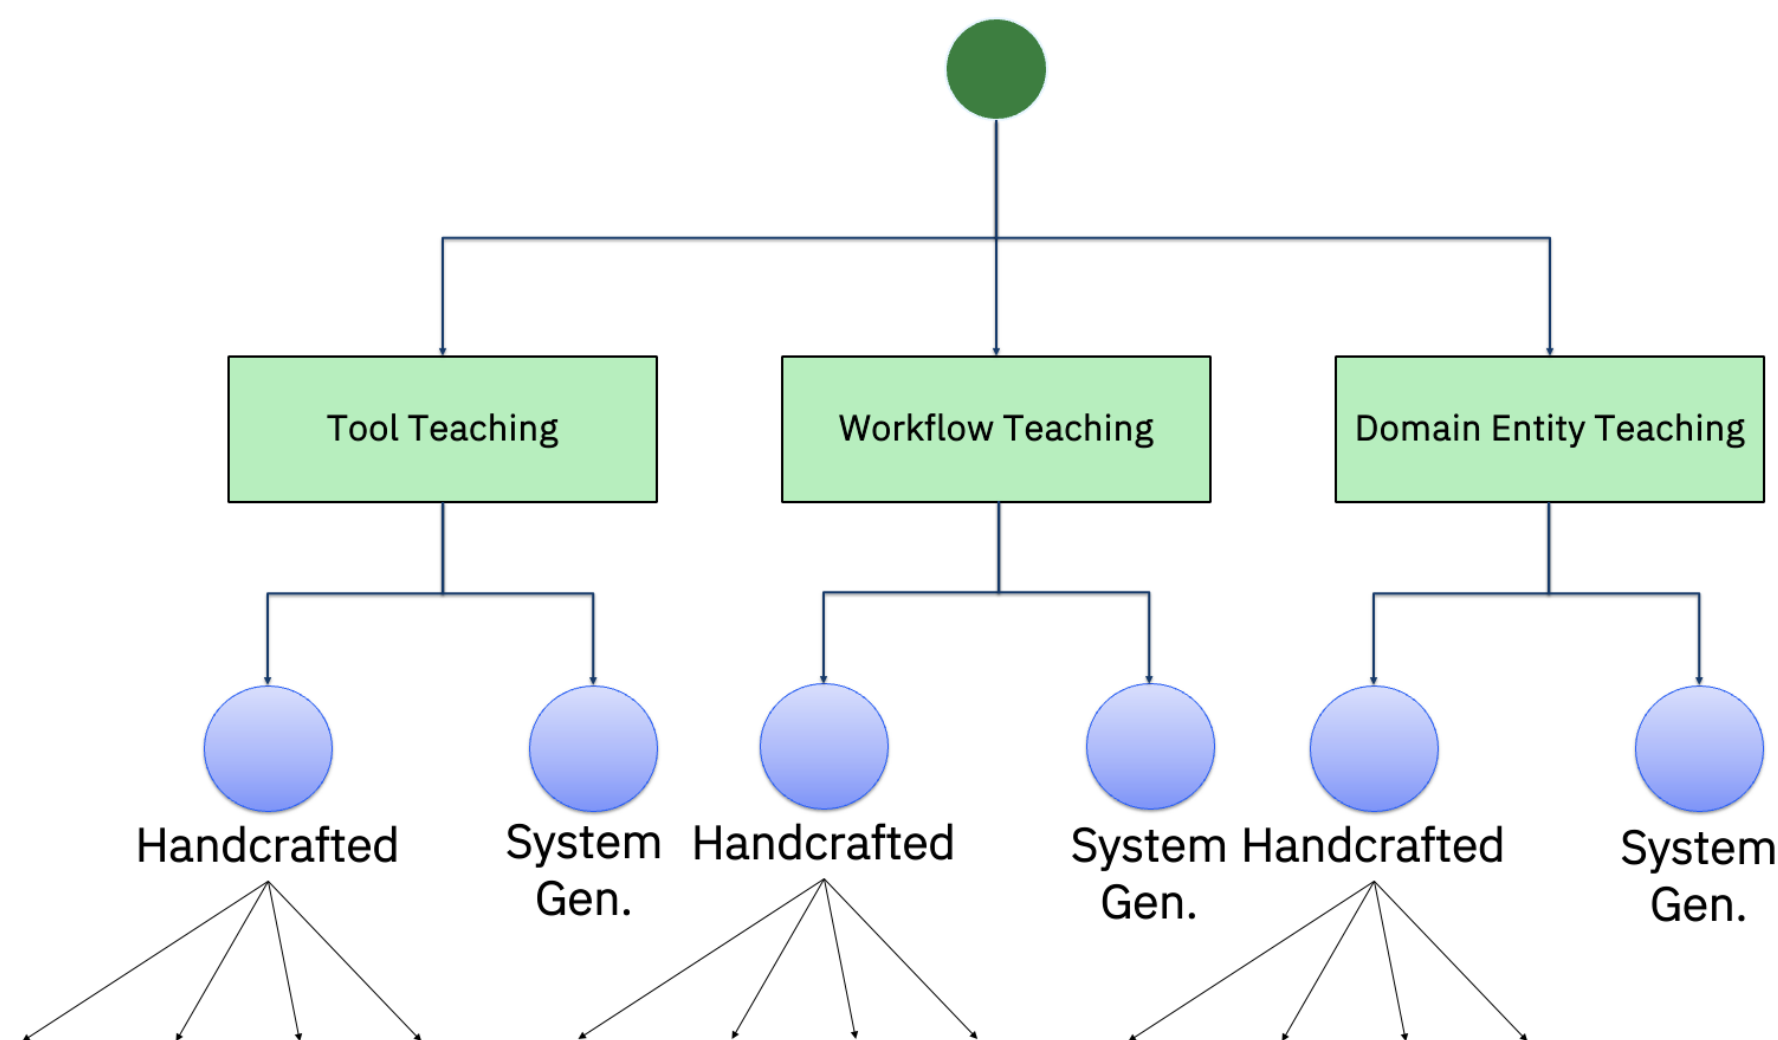 Tool Teaching
Workflow Teaching
Domain Entity Teaching
Handcrafted
System
Gen.
Handcrafted
System
Gen.
Handcrafted
System
Gen.